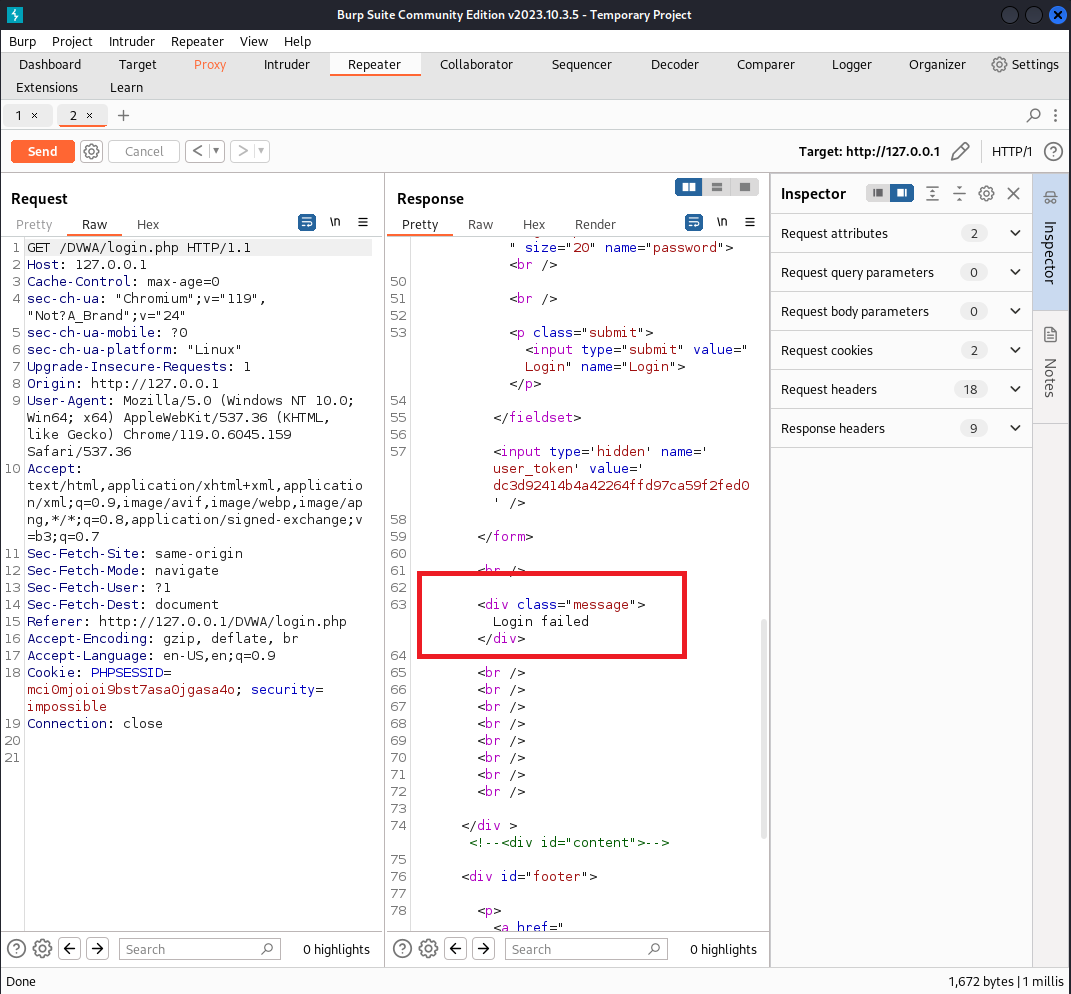 Burp Suite Community Edition v2023.10.3.5 - Temporary Project
Burp Project Intruder Repeater View Help
Dashboard Target Proxy Intruder Repeater Collaborator Sequencer Decoder Comparer Logger Organizer Settings
Extensions Learn
1 × 2 × +
Send Cancel < ▼ > ▼ Target: http://127.0.0.1 HTTP/1 ?
Request
Pretty Raw Hex \n
1 GET /DVWA/login.php HTTP/1.1
2 Host: 127.0.0.1
3 Cache-Control: max-age=0
4 sec-ch-ua: "Chromium";v="119",
"Not?A_Brand";v="24"
5 sec-ch-ua-mobile: ?0
6 sec-ch-ua-platform: "Linux"
7 Upgrade-Insecure-Requests: 1
8 Origin: http://127.0.0.1
9 User-Agent: Mozilla/5.0 (Windows NT 10.0;
Win64; x64) AppleWebKit/537.36 (KHTML,
like Gecko) Chrome/119.0.6045.159
Safari/537.36
10 Accept:
text/html,application/xhtml+xml,applicatio
n/xml;q=0.9,image/avif,image/webp,image/ap
ng,*/*;q=0.8,application/signed-exchange;v
=b3;q=0.7
11 Sec-Fetch-Site: same-origin
12 Sec-Fetch-Mode: navigate
13 Sec-Fetch-User: ?1
14 Sec-Fetch-Dest: document
15 Referer: http://127.0.0.1/DVWA/login.php
16 Accept-Encoding: gzip, deflate, br
17 Accept-Language: en-US,en;q=0.9
18 Cookie: PHPSESSID=
mci0mjoioi9bst7asa0jgasa4o; security=
impossible
19 Connection: close
20
21
? Search 0 highlights
Response
Pretty Raw Hex Render \n
" size="20" name="password">
<br />
50
51 <br />
52
53 <p class="submit">
<input type="submit" value="
Login" name="Login">
</p>
54
55 </fieldset>
56
57 <input type='hidden' name='
user_token' value='
dc3d92414b4a42264ffd97ca59f2fed0
' />
58
59 </form>
60
61 <br />
62
63 <div class="message">
Login failed
</div>
64
65 <br />
66 <br />
67 <br />
68 <br />
69 <br />
70 <br />
71 <br />
72 <br />
73
74 </div >
<!--<div id="content">-->
75
76 <div id="footer">
77
78 <p>
<a href="
? Search 0 highlights
Inspector
Request attributes 2
Request query parameters 0
Request body parameters 0
Request cookies 2
Request headers 18
Response headers 9
Inspector
Notes
Done 1,672 bytes | 1 millis